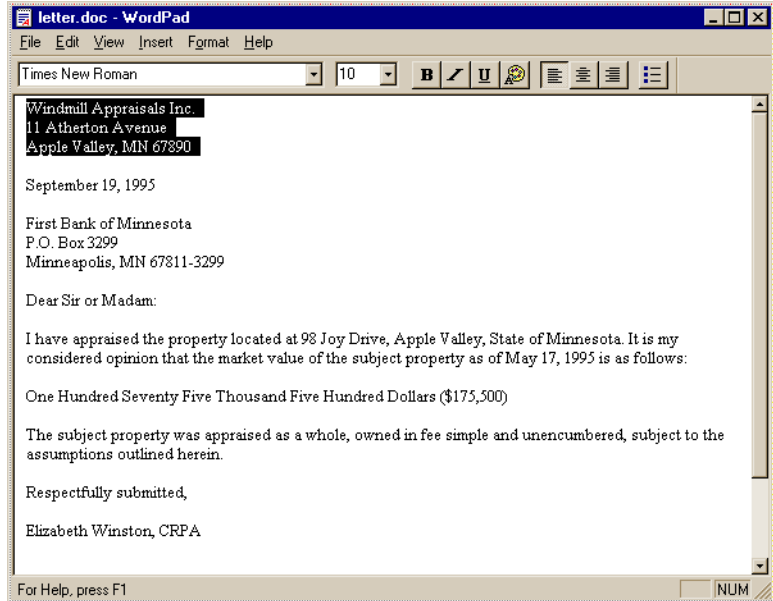 letter.doc - WordPad
File Edit View Insert Format Help
Times New Roman 10 B I U A
Windmill Appraisals Inc.
11 Atherton Avenue
Apple Valley, MN 67890
September 19, 1995
First Bank of Minnesota
P.O. Box 3299
Minneapolis, MN 67811-3299
Dear Sir or Madam:
I have appraised the property located at 98 Joy Drive, Apple Valley, State of Minnesota. It is my
considered opinion that the market value of the subject property as of May 17, 1995 is as follows:
One Hundred Seventy Five Thousand Five Hundred Dollars ($175,500)
The subject property was appraised as a whole, owned in fee simple and unencumbered, subject to the
assumptions outlined herein.
Respectfully submitted,
Elizabeth Winston, CRPA
For Help, press F1 NUM